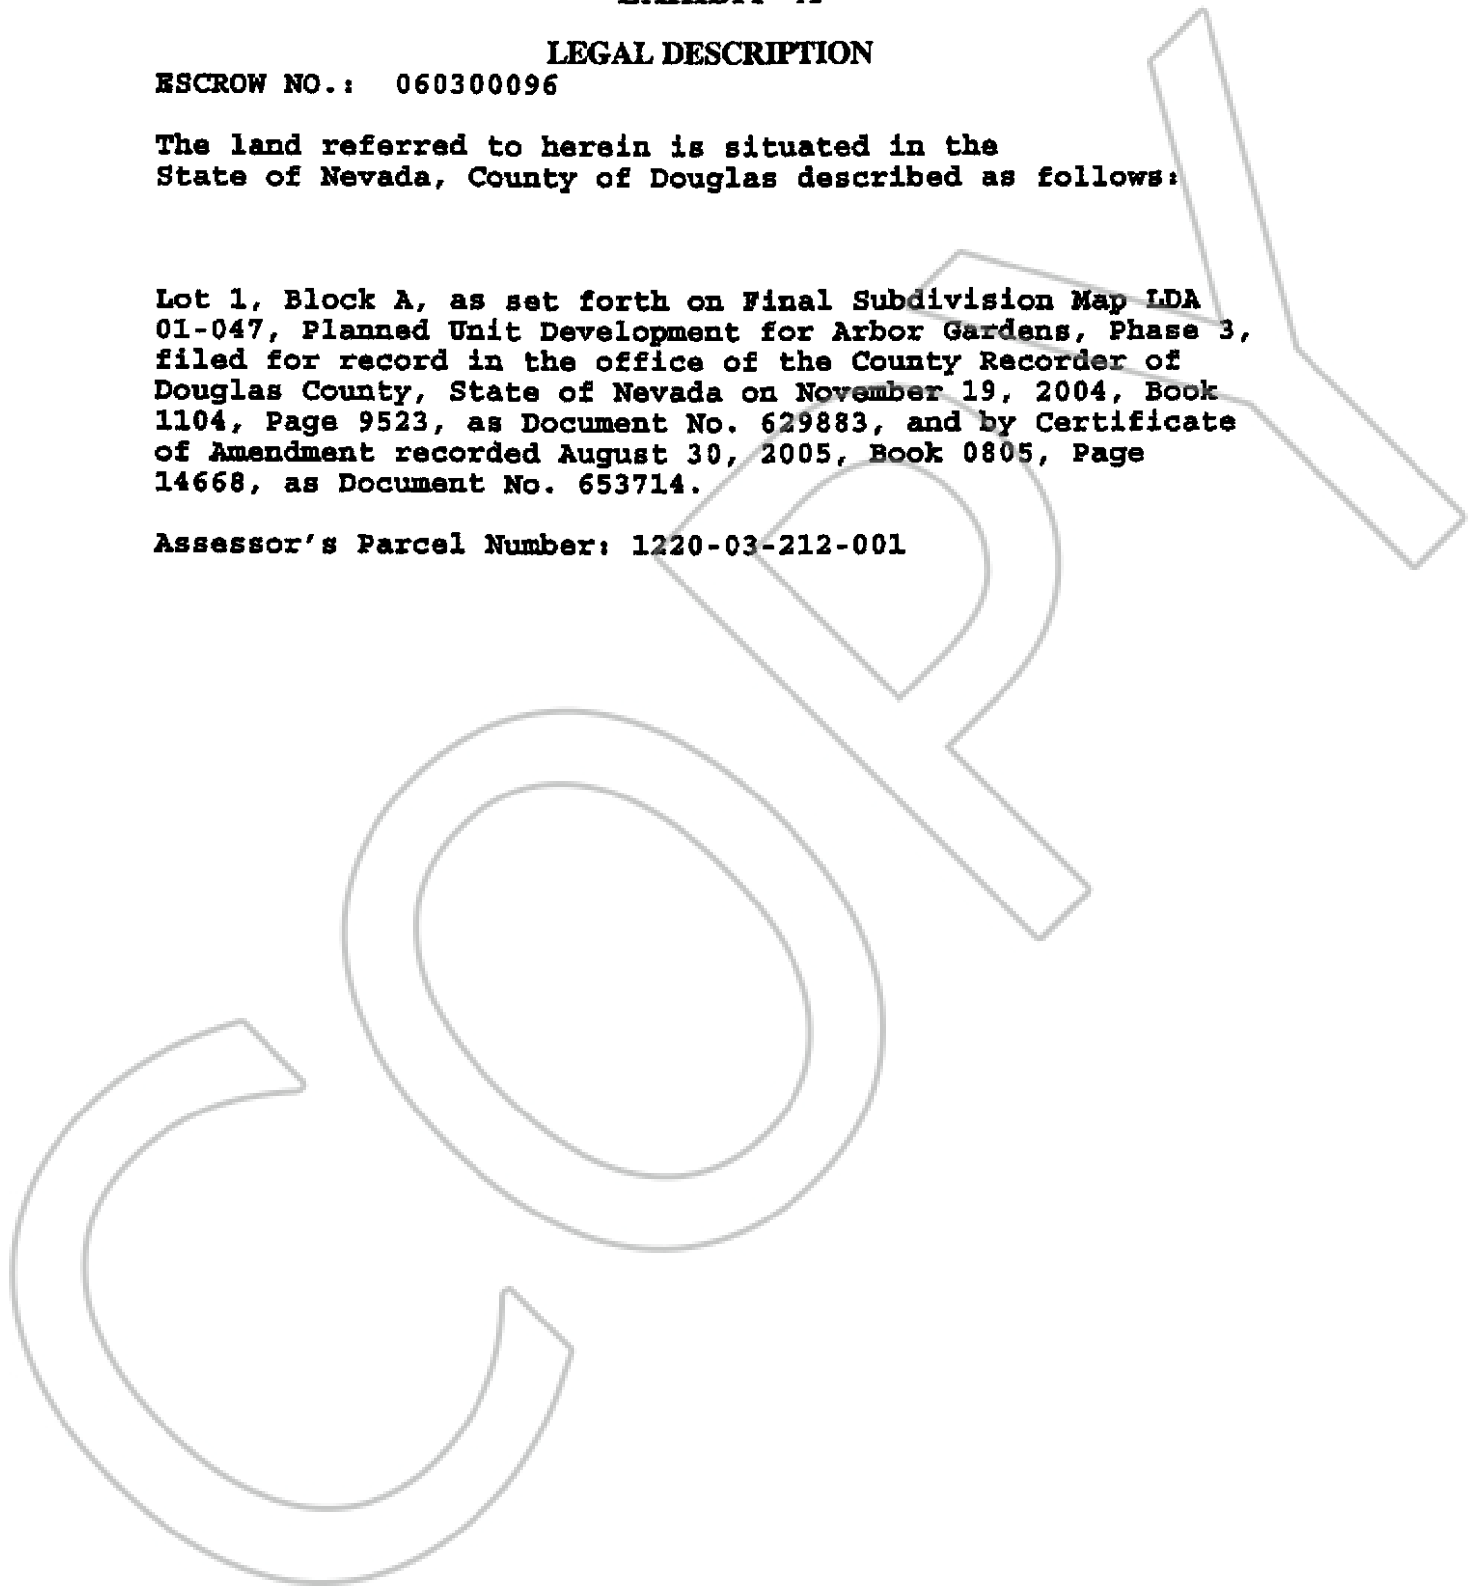 LEGAL DESCRIPTION
ESCROW NO.: 060300096
The land referred to herein is situated in the
State of Nevada, County of Douglas described as follows:
Lot 1, Block A, as set forth on Final Subdivision Map LDA
01-047, Planned Unit Development for Arbor Gardens, Phase 3,
filed for record in the office of the County Recorder of
Douglas County, State of Nevada on November 19, 2004, Book
1104, Page 9523, as Document No. 629883, and by Certificate
of Amendment recorded August 30, 2005, Book 0805, Page
14668, as Document No. 653714.
Assessor's Parcel Number: 1220-03-212-001
COPY